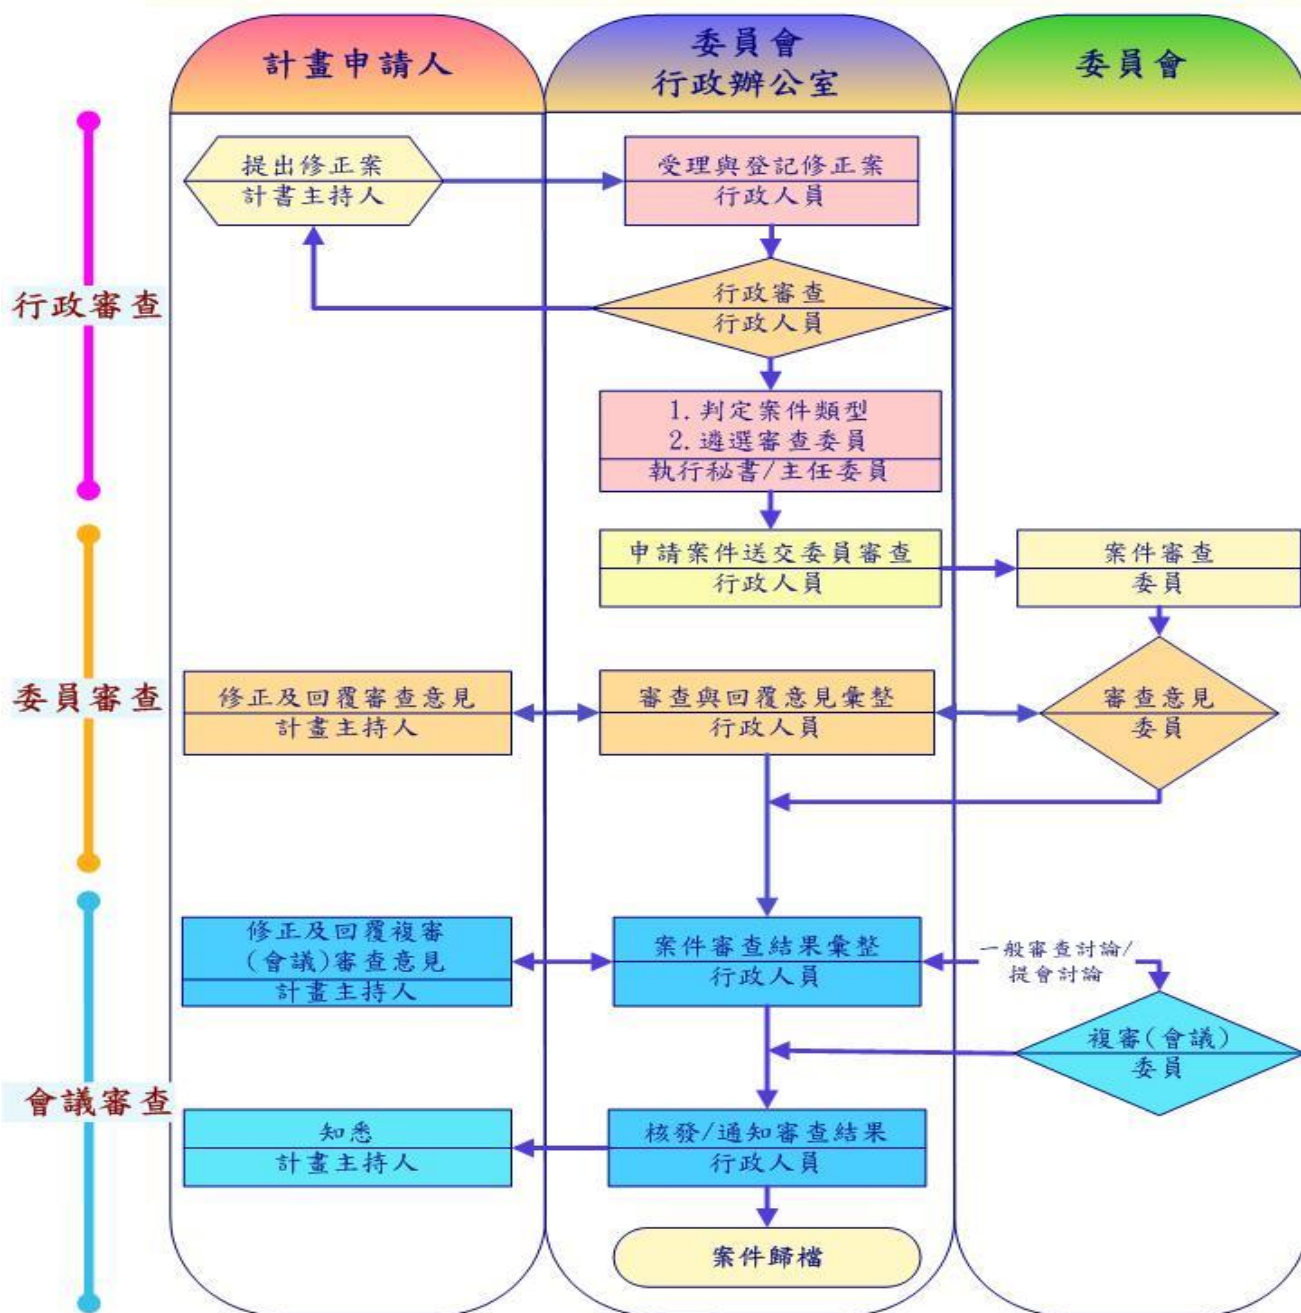 計畫申請人
委員會
行政辦公室
委員會
提出修正案
計書主持人
受理與登記修正案
行政人員
行政審查
行政審查
行政人員
1.判定案件類型
2.遴選審查委員
執行秘書/主任委員
申請案件送交委員審查
行政人員
案件審查
委員
委員審查
修正及回覆審查意見
計畫主持人
審查與回覆意見彙整
行政人員
審查意見
委員
修正及回覆複審
(會議)審查意見
計畫主持人
案件審查結果彙整
行政人員
一般審查討論/
提會討論
複審(會議)
委員
會議審查
知悉
計畫主持人
核發/通知審查結果
行政人員
案件歸檔